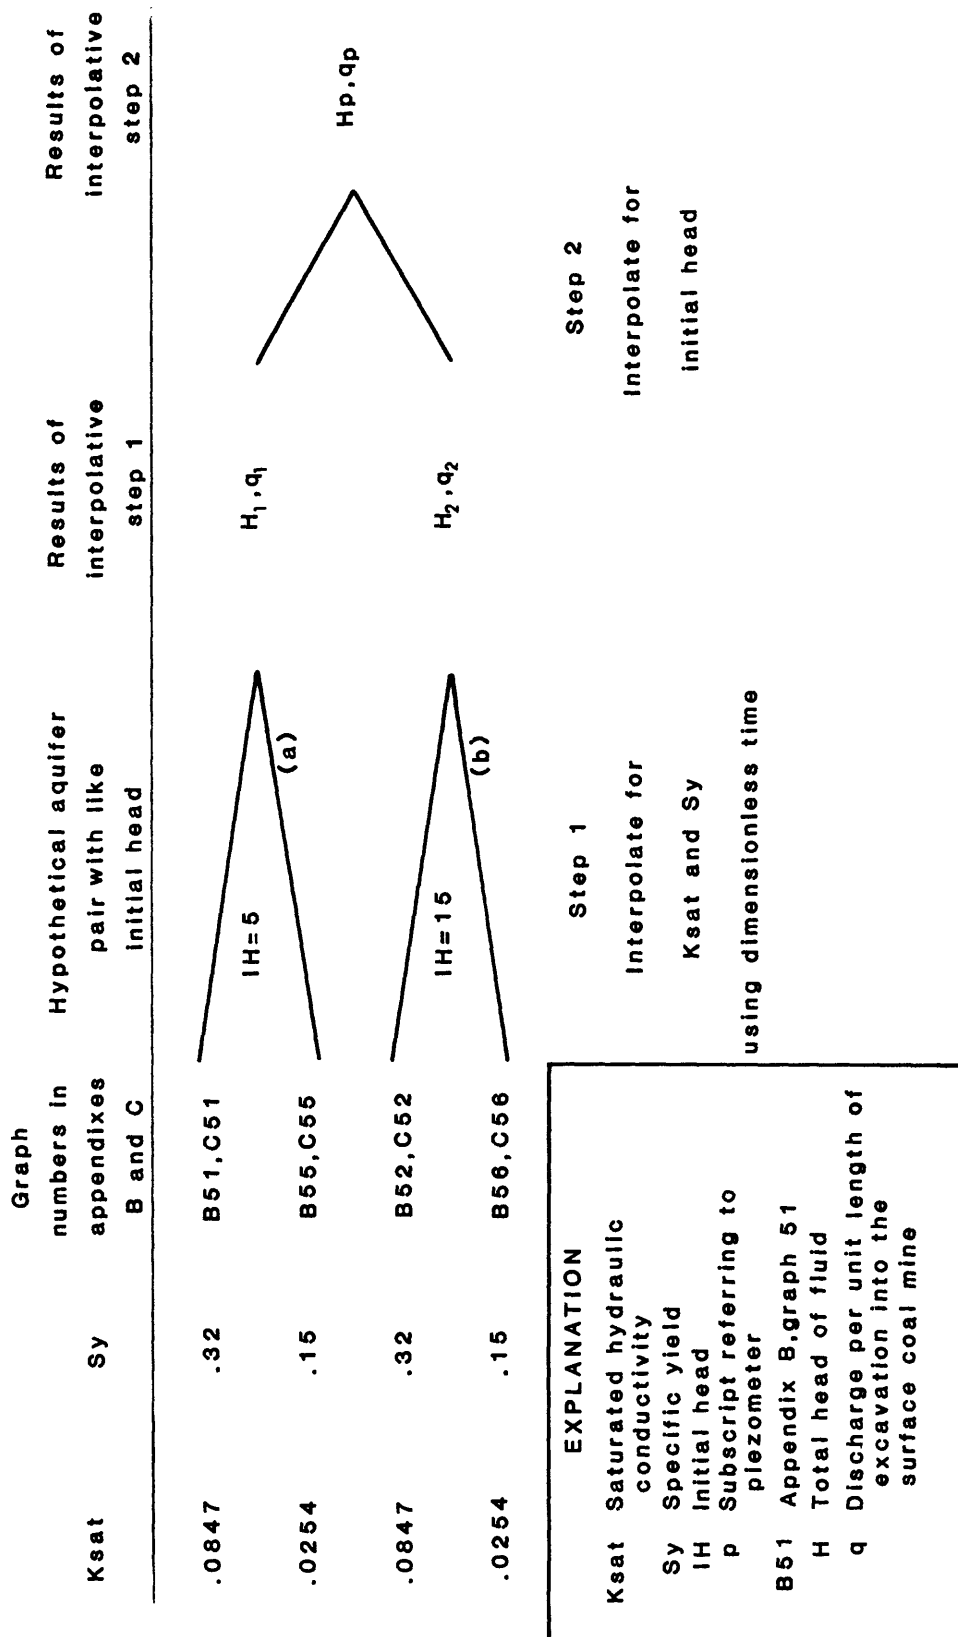 Ksat
Sy
Graph
numbers in
appendixes
B and C
Hypothetical aquifer
pair with like
initial head
Results of
interpolative
step 1
Results of
interpolative
step 2
.0847
.32
B51,C51
.0254
.15
B55,C55
.0847
.32
B52,C52
.0254
.15
B56,C56
IH=5
(a)
IH=15
(b)
H₁,q₁
H₂,q₂
Hp,qp
Step 1
Interpolate for
Ksat and Sy
using dimensionless time
Step 2
Interpolate for
initial head
EXPLANATION
Ksat Saturated hydraulic
conductivity
Sy Specific yield
IH Initial head
p Subscript referring to
piezometer
B51 Appendix B,graph 51
H Total head of fluid
q Discharge per unit length of
excavation into the
surface coal mine